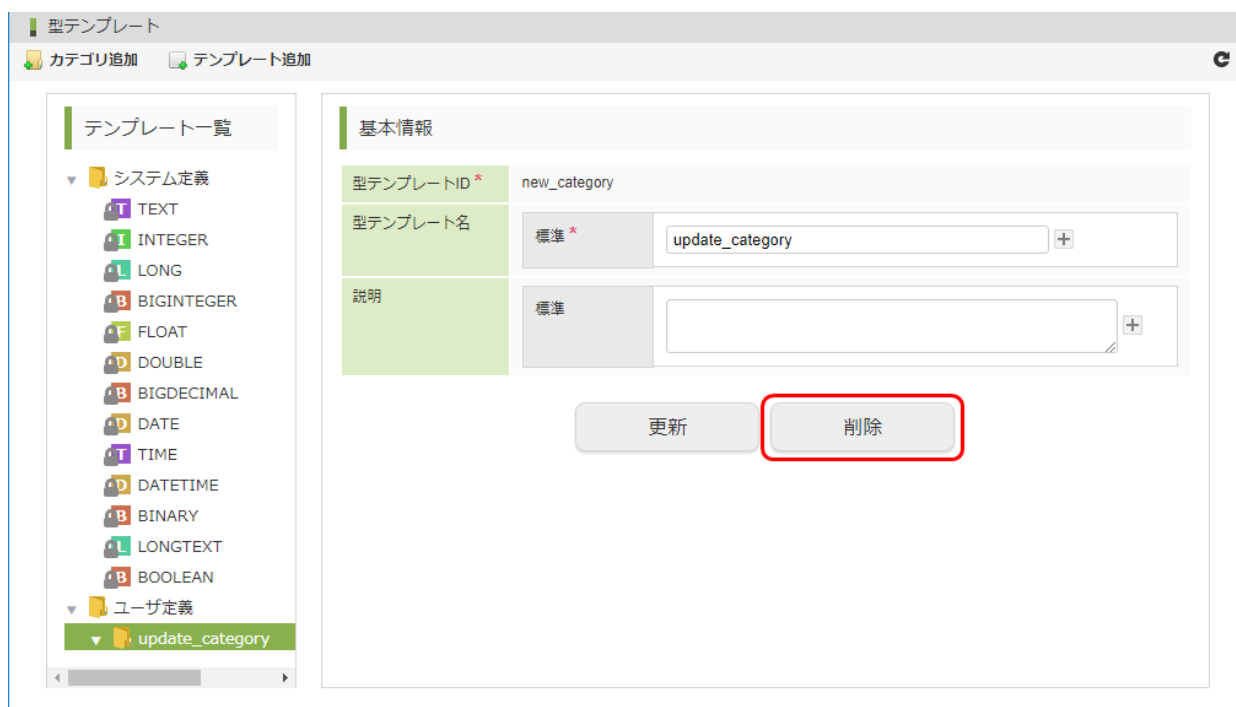 型テンプレート
カテゴリ追加 テンプレート追加
テンプレート一覧
システム定義
T TEXT
I INTEGER
L LONG
B BIGINTEGER
F FLOAT
D DOUBLE
B BIGDECIMAL
D DATE
T TIME
D DATETIME
B BINARY
L LONGTEXT
B BOOLEAN
ユーザ定義
update_category
基本情報
型テンプレートID * new_category
型テンプレート名 標準 * update_category
説明 標準
更新 削除